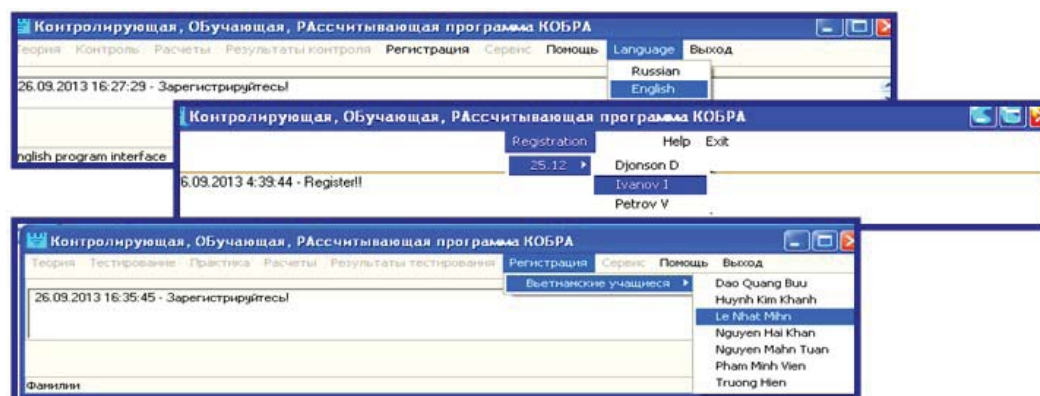 Контролирующая, ОБучающая, РАссчитывающая программа КОБРА
Теория Контроль Расчеты Результаты контроля Регистрация Сервис Помощь Language Выход
Russian
26.09.2013 16:27:29 - Зарегистрируйтесь!
English
nglish program interface
Контролирующая, ОБучающая, РАссчитывающая программа КОБРА
Registration Help Exit
25.12 Djonson D
6.09.2013 4:39:44 - Register!! Ivanov I
Petrov V
Контролирующая, ОБучающая, РАссчитывающая программа КОБРА
Теория Тестирование Практика Расчеты Результаты тестирования Регистрация Сервис Помощь Выход
Вьетнамские учащиеся Dao Quang Buu
26.09.2013 16:35:45 - Зарегистрируйтесь!
Huynh Kim Khanh
Le Nhat Mihn
Nguyen Hai Khan
Nguyen Mahn Tuan
Pham Minh Vien
Фамилии Truong Hien